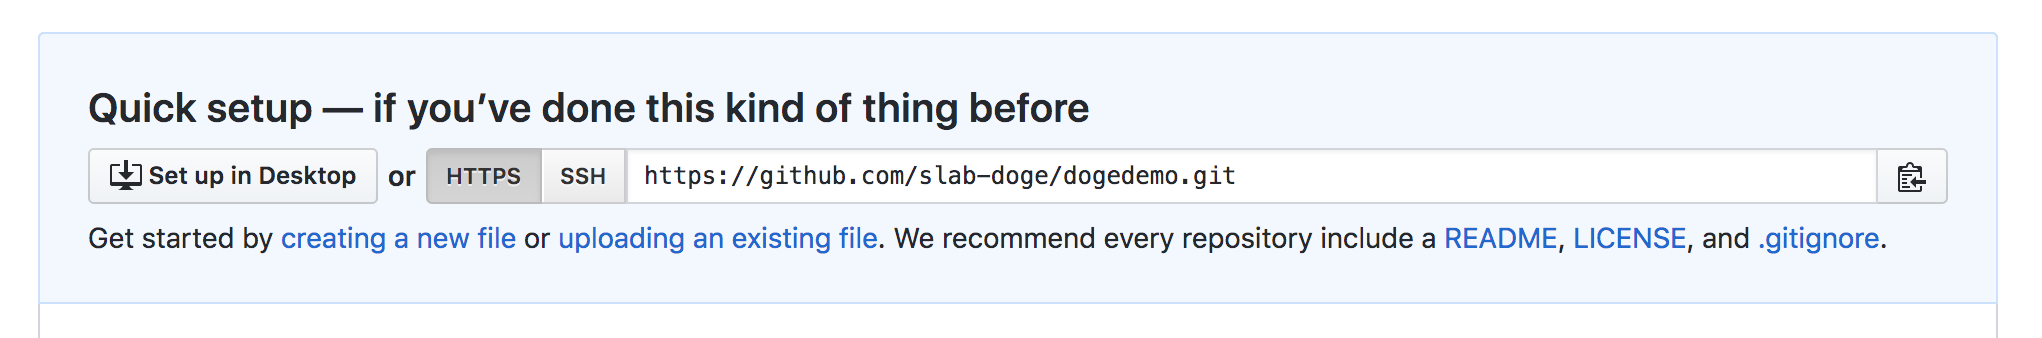 Quick setup — if you’ve done this kind of thing before
Set up in Desktop or HTTPS SSH https://github.com/slab-doge/dogedemo.git
Get started by creating a new file or uploading an existing file. We recommend every repository include a README, LICENSE, and .gitignore.